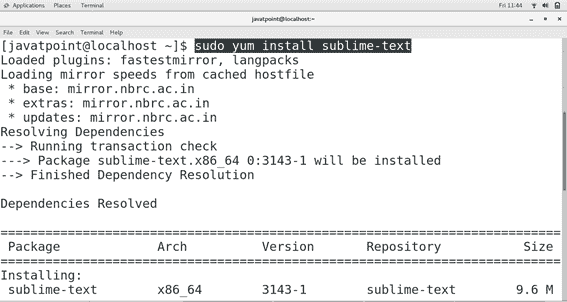 Applications Places Terminal Fri 11:44
javatpoint@localhost:~
File Edit View Search Terminal Help
[javatpoint@localhost ~]$ sudo yum install sublime-text
Loaded plugins: fastestmirror, langpacks
Loading mirror speeds from cached hostfile
 * base: mirror.nbrc.ac.in
 * extras: mirror.nbrc.ac.in
 * updates: mirror.nbrc.ac.in
Resolving Dependencies
--> Running transaction check
---> Package sublime-text.x86_64 0:3143-1 will be installed
--> Finished Dependency Resolution
Dependencies Resolved
================================================================================
Package Arch Version Repository Size
================================================================================
Installing:
 sublime-text x86_64 3143-1 sublime-text 9.6 M